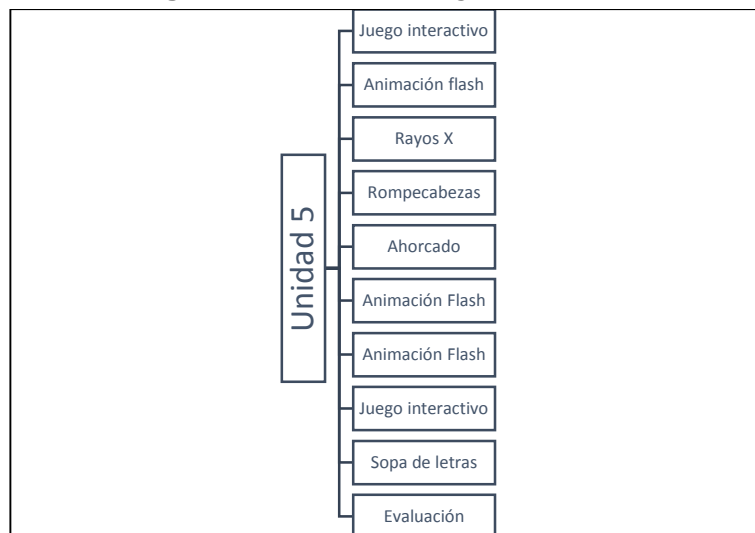 Unidad 5
Juego interactivo
Animación flash
Rayos X
Rompecabezas
Ahorcado
Animación Flash
Animación Flash
Juego interactivo
Sopa de letras
Evaluación